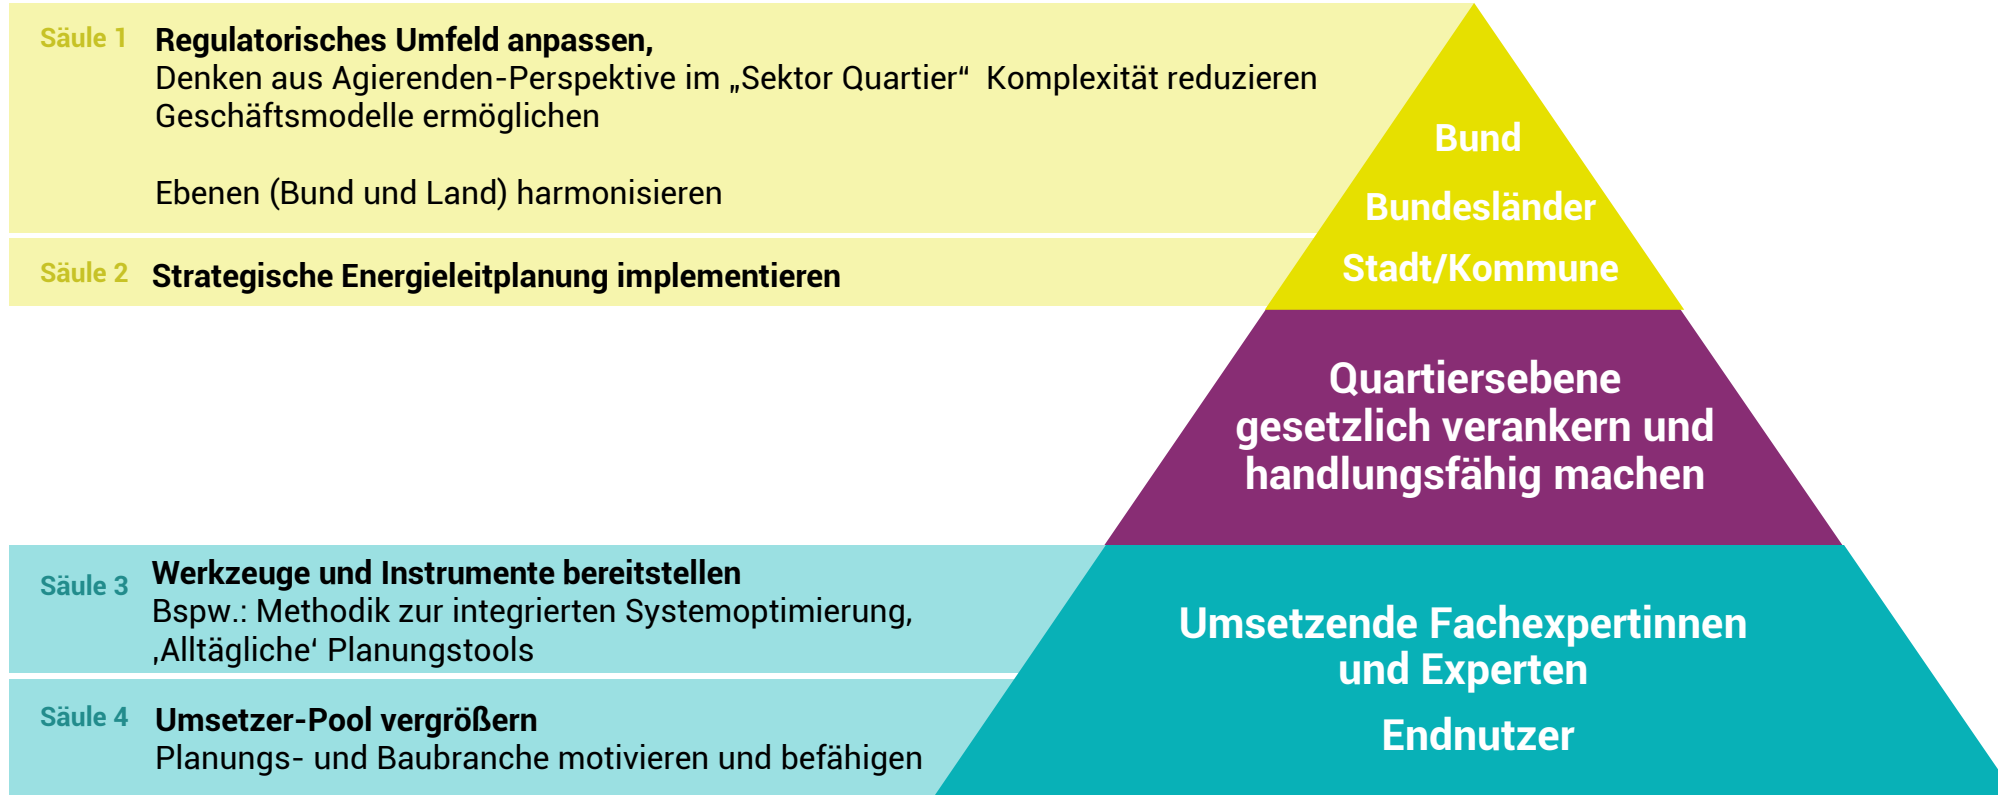 Säule 1
Regulatorisches Umfeld anpassen,
Denken aus Agierenden-Perspektive im „Sektor Quartier“ Komplexität reduzieren
Geschäftsmodelle ermöglichen
Ebenen (Bund und Land) harmonisieren
Säule 2
Strategische Energieleitplanung implementieren
Bund
Bundesländer
Stadt/Kommune
Quartiersebene
gesetzlich verankern und
handlungsfähig machen
Säule 3
Werkzeuge und Instrumente bereitstellen
Bspw.: Methodik zur integrierten Systemoptimierung,
‚Alltägliche‘ Planungstools
Säule 4
Umsetzer-Pool vergrößern
Planungs- und Baubranche motivieren und befähigen
Umsetzende Fachexpertinnen
und Experten
Endnutzer